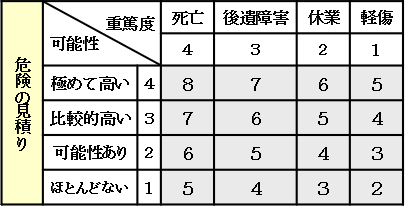 危険の見積り
重篤度
可能性
死亡 後遺障害 休業 軽傷
4 3 2 1
極めて高い 4 8 7 6 5
比較的高い 3 7 6 5 4
可能性あり 2 6 5 4 3
ほとんどない 1 5 4 3 2